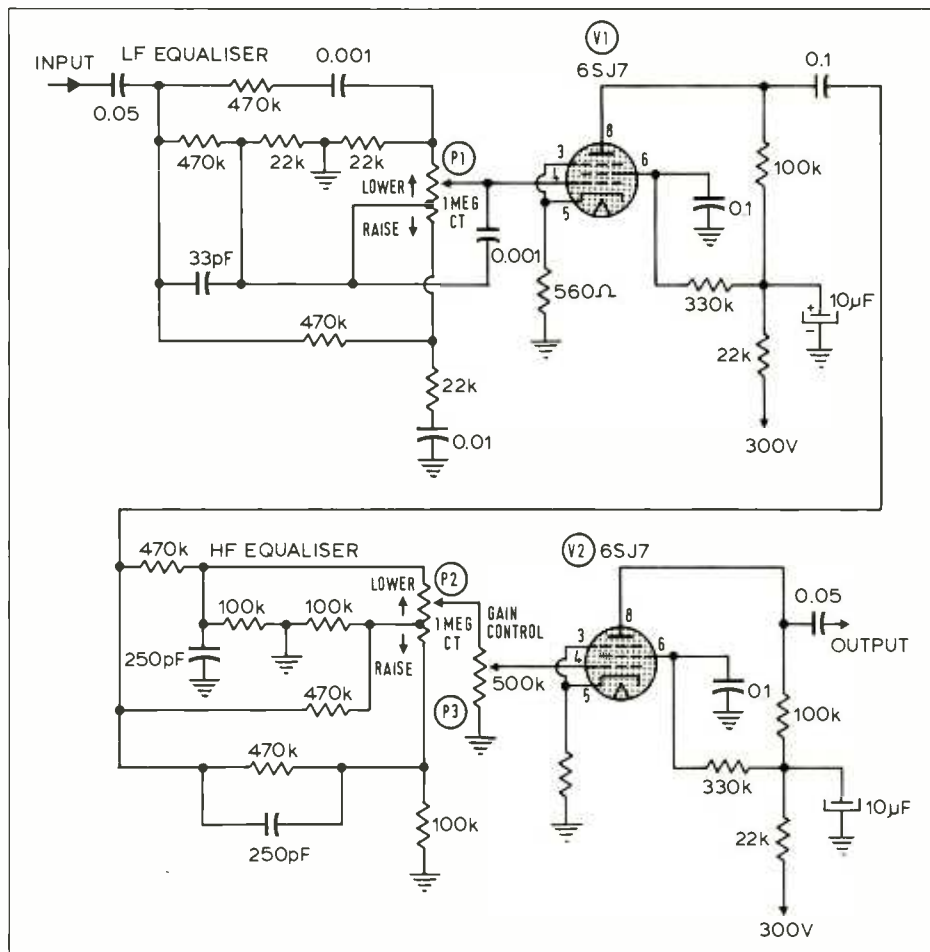 LF EQUALISER
INPUT
0.05
470k
0.001
470k
22k
22k
P1
LOWER
1MEG
CT
RAISE
33pF
0.001
470k
22k
0.01
V1
6SJ7
8
3
4
5
6
560Ω
0.1
330k
0.1
100k
10µF
+
−
22k
300V
470k
HF EQUALISER
LOWER
P2
1MEG
CT
RAISE
GAIN
CONTROL
100k
100k
250pF
470k
500k
P3
470k
250pF
100k
V2
6SJ7
8
3
4
5
6
01
330k
0.05
OUTPUT
100k
10µF
22k
300V